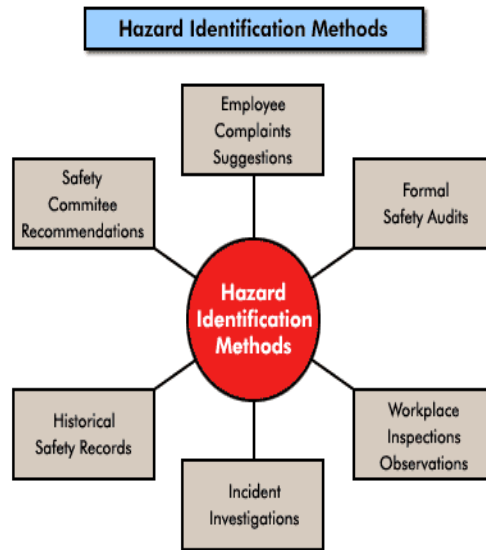 Hazard Identification Methods
Employee
Complaints
Suggestions
Safety
Commitee
Recommendations
Formal
Safety Audits
Hazard
Identification
Methods
Historical
Safety Records
Workplace
Inspections
Observations
Incident
Investigations